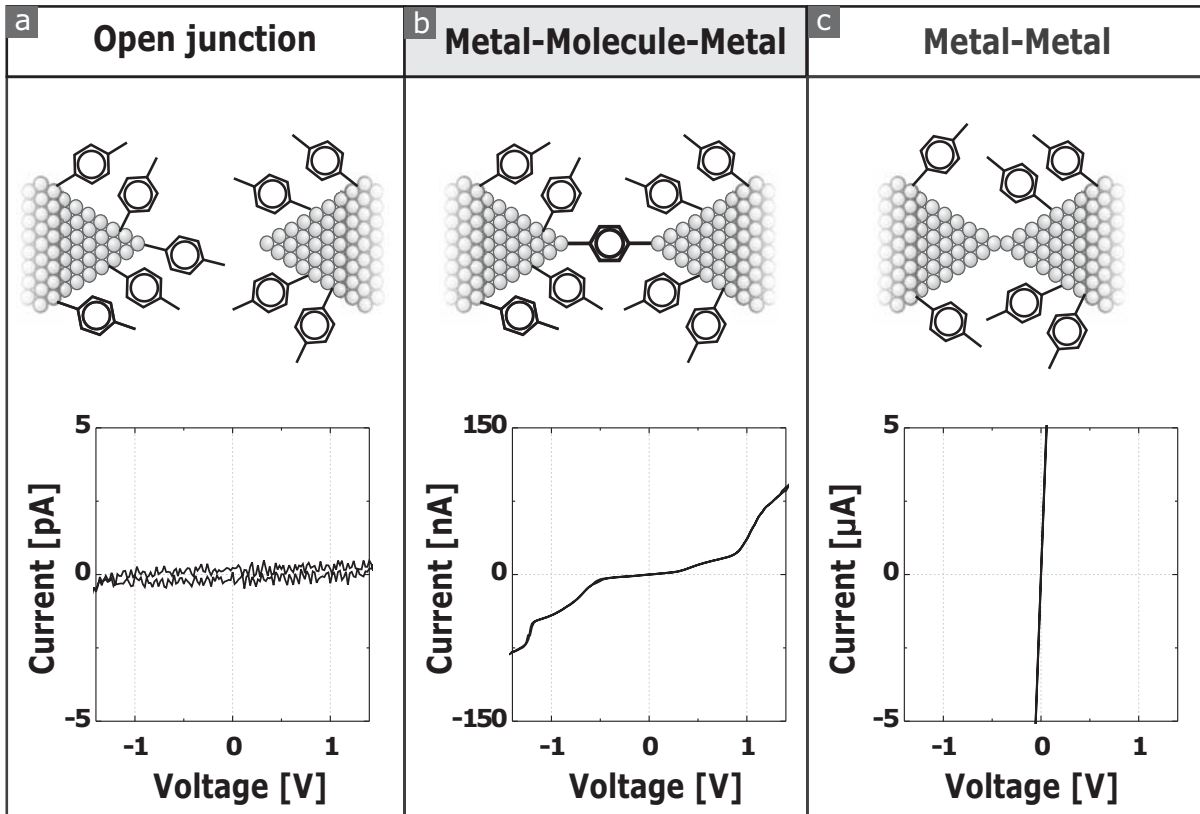 a
Open junction
b
Metal-Molecule-Metal
c
Metal-Metal
5
0
-5
Current [pA]
-1 0 1
Voltage [V]
150
0
-150
Current [nA]
-1 0 1
Voltage [V]
5
0
-5
Current [µA]
-1 0 1
Voltage [V]